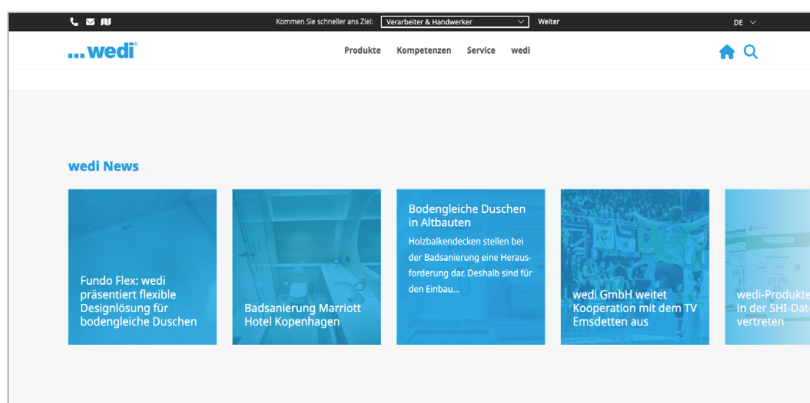 Kommen Sie schneller ans Ziel: Verarbeiter & Handwerker Weiter DE
...wedi®
Produkte Kompetenzen Service wedi
wedi News
Fundo Flex: wedi
präsentiert flexible
Designlösung für
bodengleiche Duschen
Badsanierung Marriott
Hotel Kopenhagen
Bodengleiche Duschen
in Altbauten
Holzbalkendecken stellen bei
der Badsanierung eine Heraus-
forderung dar. Deshalb sind für
den Einbau...
wedi GmbH weitet
Kooperation mit dem TV
Emsdetten aus
wedi-Produkte
in der SHI-Dat
vertreten